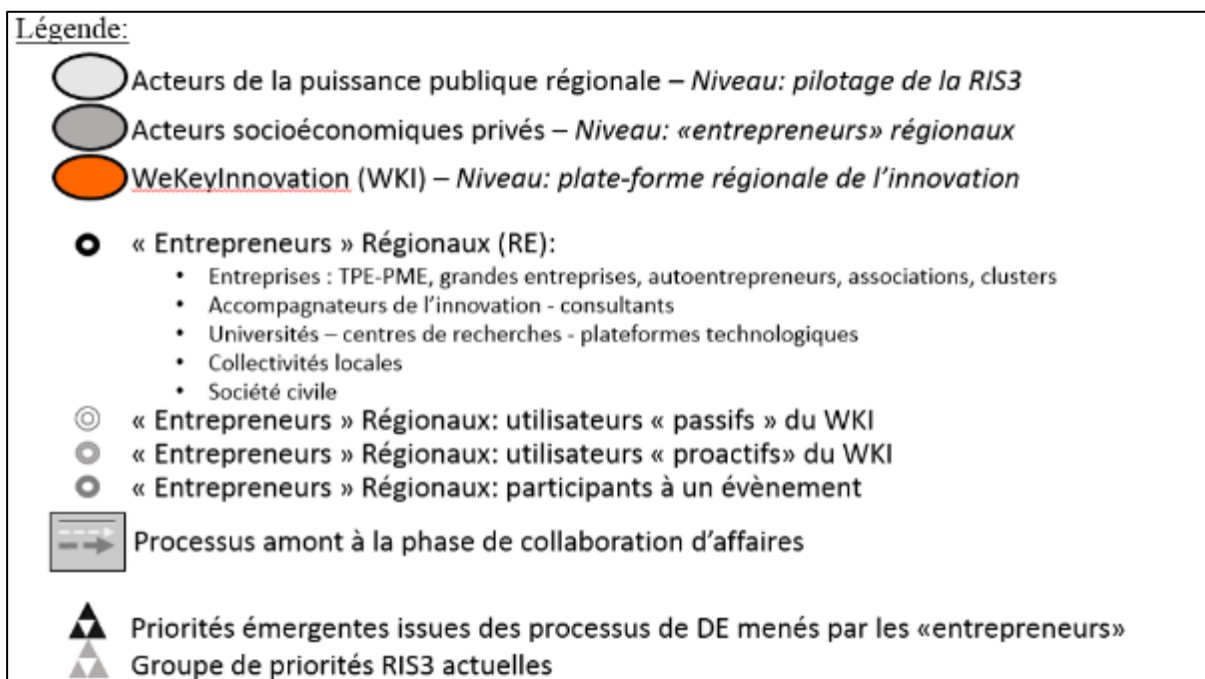 Légende:
Acteurs de la puissance publique régionale – Niveau: pilotage de la RIS3
Acteurs socioéconomiques privés – Niveau: «entrepreneurs» régionaux
WeKeyInnovation (WKI) – Niveau: plate-forme régionale de l'innovation
« Entrepreneurs » Régionaux (RE):
• Entreprises : TPE-PME, grandes entreprises, autoentrepreneurs, associations, clusters
• Accompagnateurs de l'innovation - consultants
• Universités – centres de recherches - plateformes technologiques
• Collectivités locales
• Société civile
« Entrepreneurs » Régionaux: utilisateurs « passifs » du WKI
« Entrepreneurs » Régionaux: utilisateurs « proactifs» du WKI
« Entrepreneurs » Régionaux: participants à un évènement
Processus amont à la phase de collaboration d'affaires
Priorités émergentes issues des processus de DE menés par les «entrepreneurs»
Groupe de priorités RIS3 actuelles